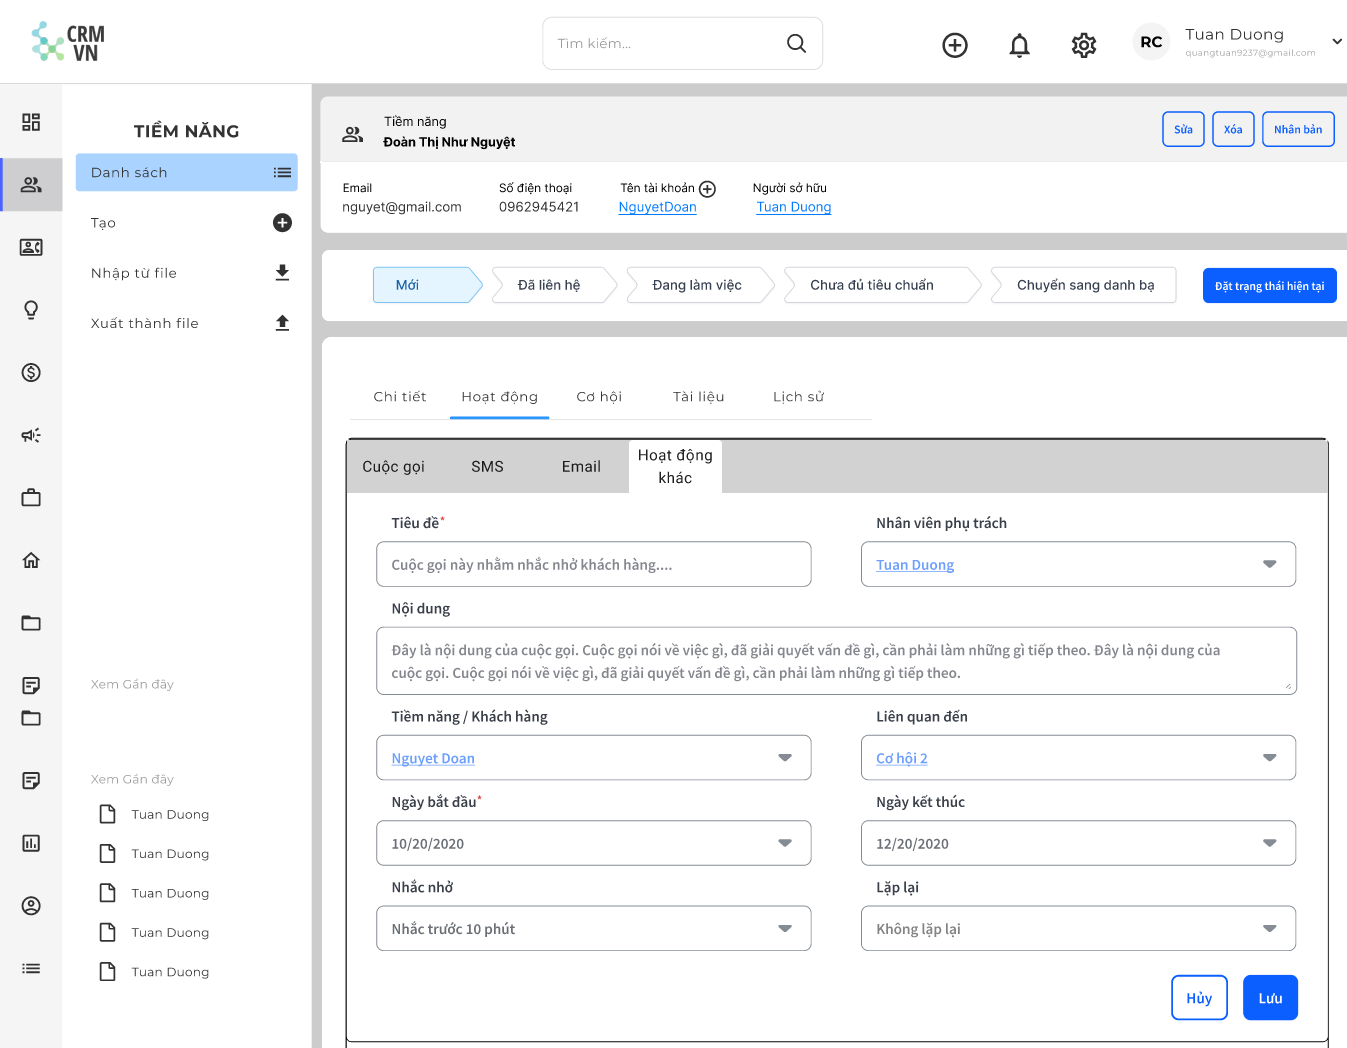 CRM
VN
Tìm kiếm...
RC
Tuan Duong
quangtuan9237@gmail.com
TIỀM NĂNG
Danh sách
Tạo
Nhập từ file
Xuất thành file
Xem Gần đây
Xem Gần đây
Tuan Duong
Tuan Duong
Tuan Duong
Tuan Duong
Tuan Duong
Tiềm năng
Đoàn Thị Như Nguyệt
Sửa
Xóa
Nhân bản
Email
Số điện thoại
Tên tài khoản
Người sở hữu
nguyet@gmail.com
0962945421
NguyetDoan
Tuan Duong
Mới
Đã liên hệ
Đang làm việc
Chưa đủ tiêu chuẩn
Chuyển sang danh bạ
Đặt trạng thái hiện tại
Chi tiết
Hoạt động
Cơ hội
Tài liệu
Lịch sử
Cuộc gọi
SMS
Email
Hoạt động
khác
Tiêu đề*
Nhân viên phụ trách
Cuộc gọi này nhằm nhắc nhở khách hàng....
Tuan Duong
Nội dung
Đây là nội dung của cuộc gọi. Cuộc gọi nói về việc gì, đã giải quyết vấn đề gì, cần phải làm những gì tiếp theo. Đây là nội dung của
cuộc gọi. Cuộc gọi nói về việc gì, đã giải quyết vấn đề gì, cần phải làm những gì tiếp theo.
Tiềm năng / Khách hàng
Liên quan đến
Nguyet Doan
Cơ hội 2
Ngày bắt đầu*
Ngày kết thúc
10/20/2020
12/20/2020
Nhắc nhở
Lặp lại
Nhắc trước 10 phút
Không lặp lại
Hủy
Lưu